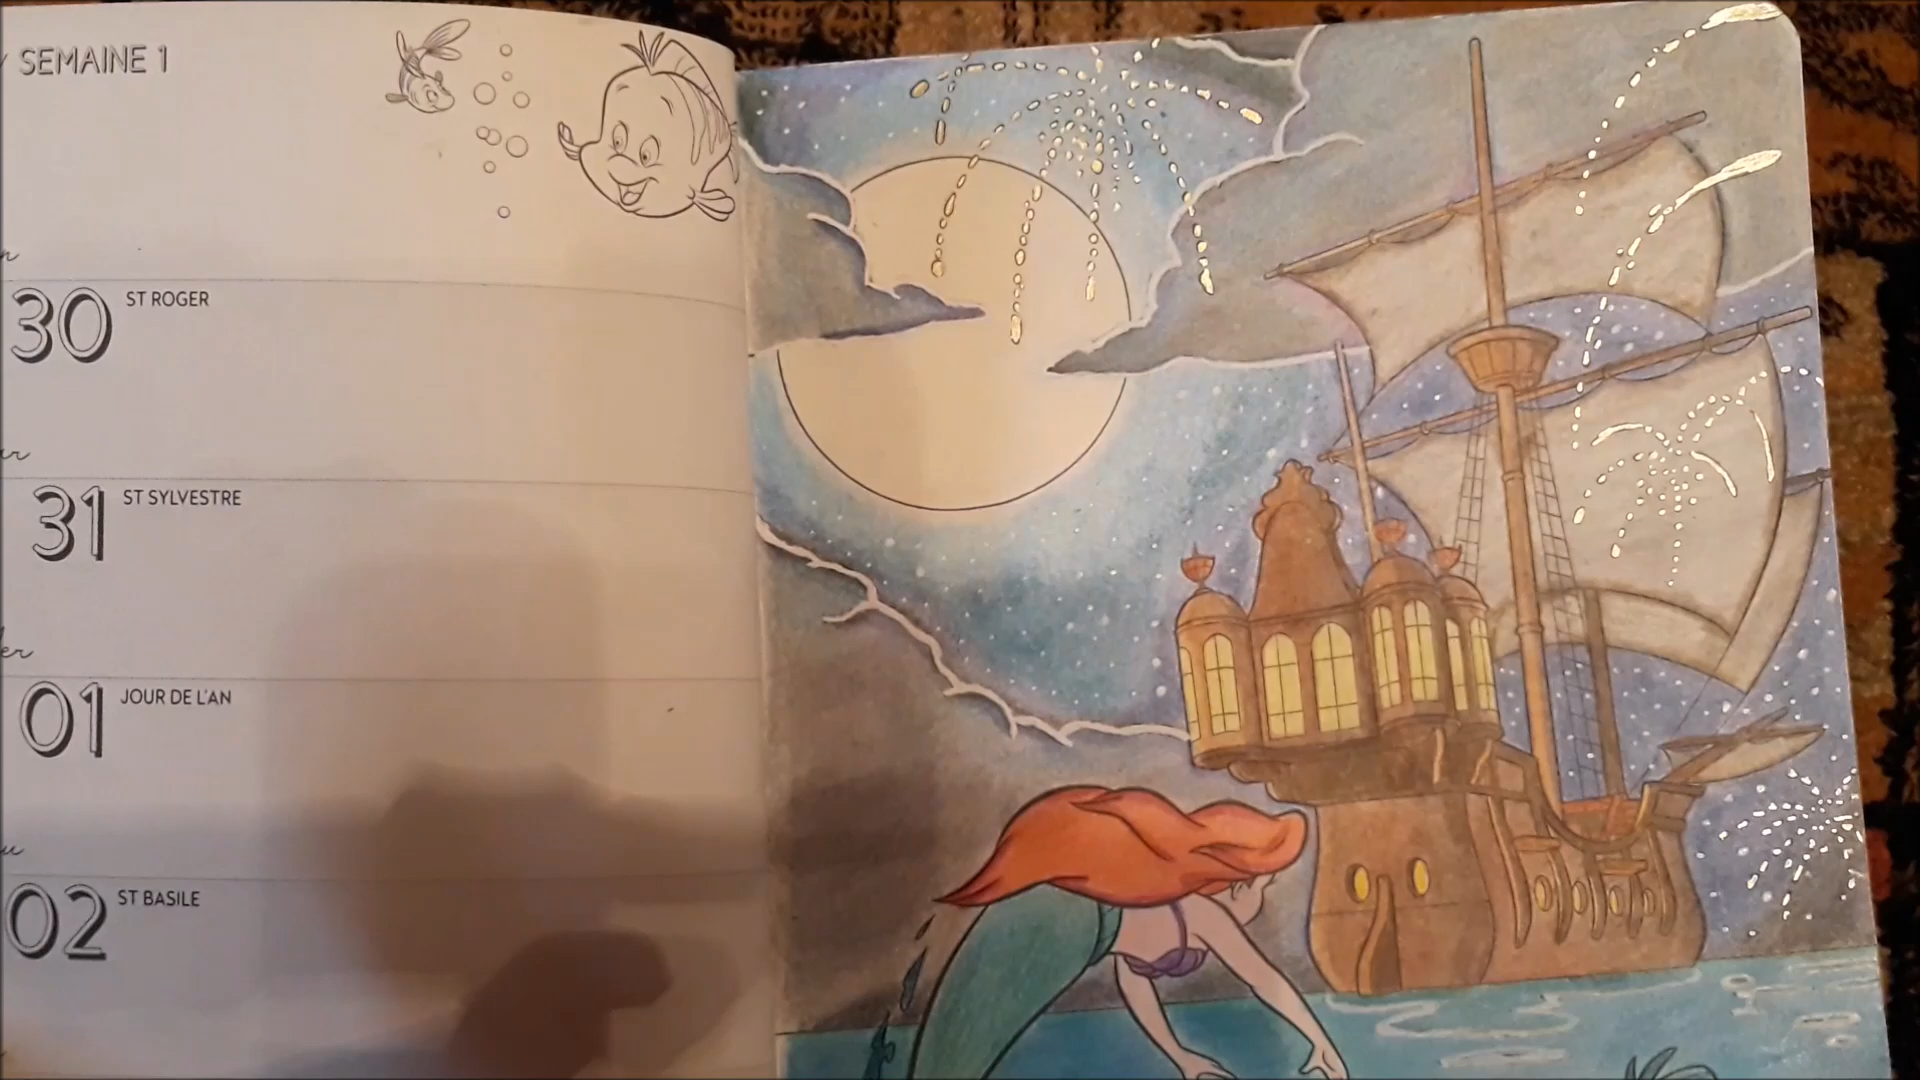 SEMAINE 1
30 ST ROGER
31 ST SYLVESTRE
01 JOUR DE L'AN
02 ST BASILE